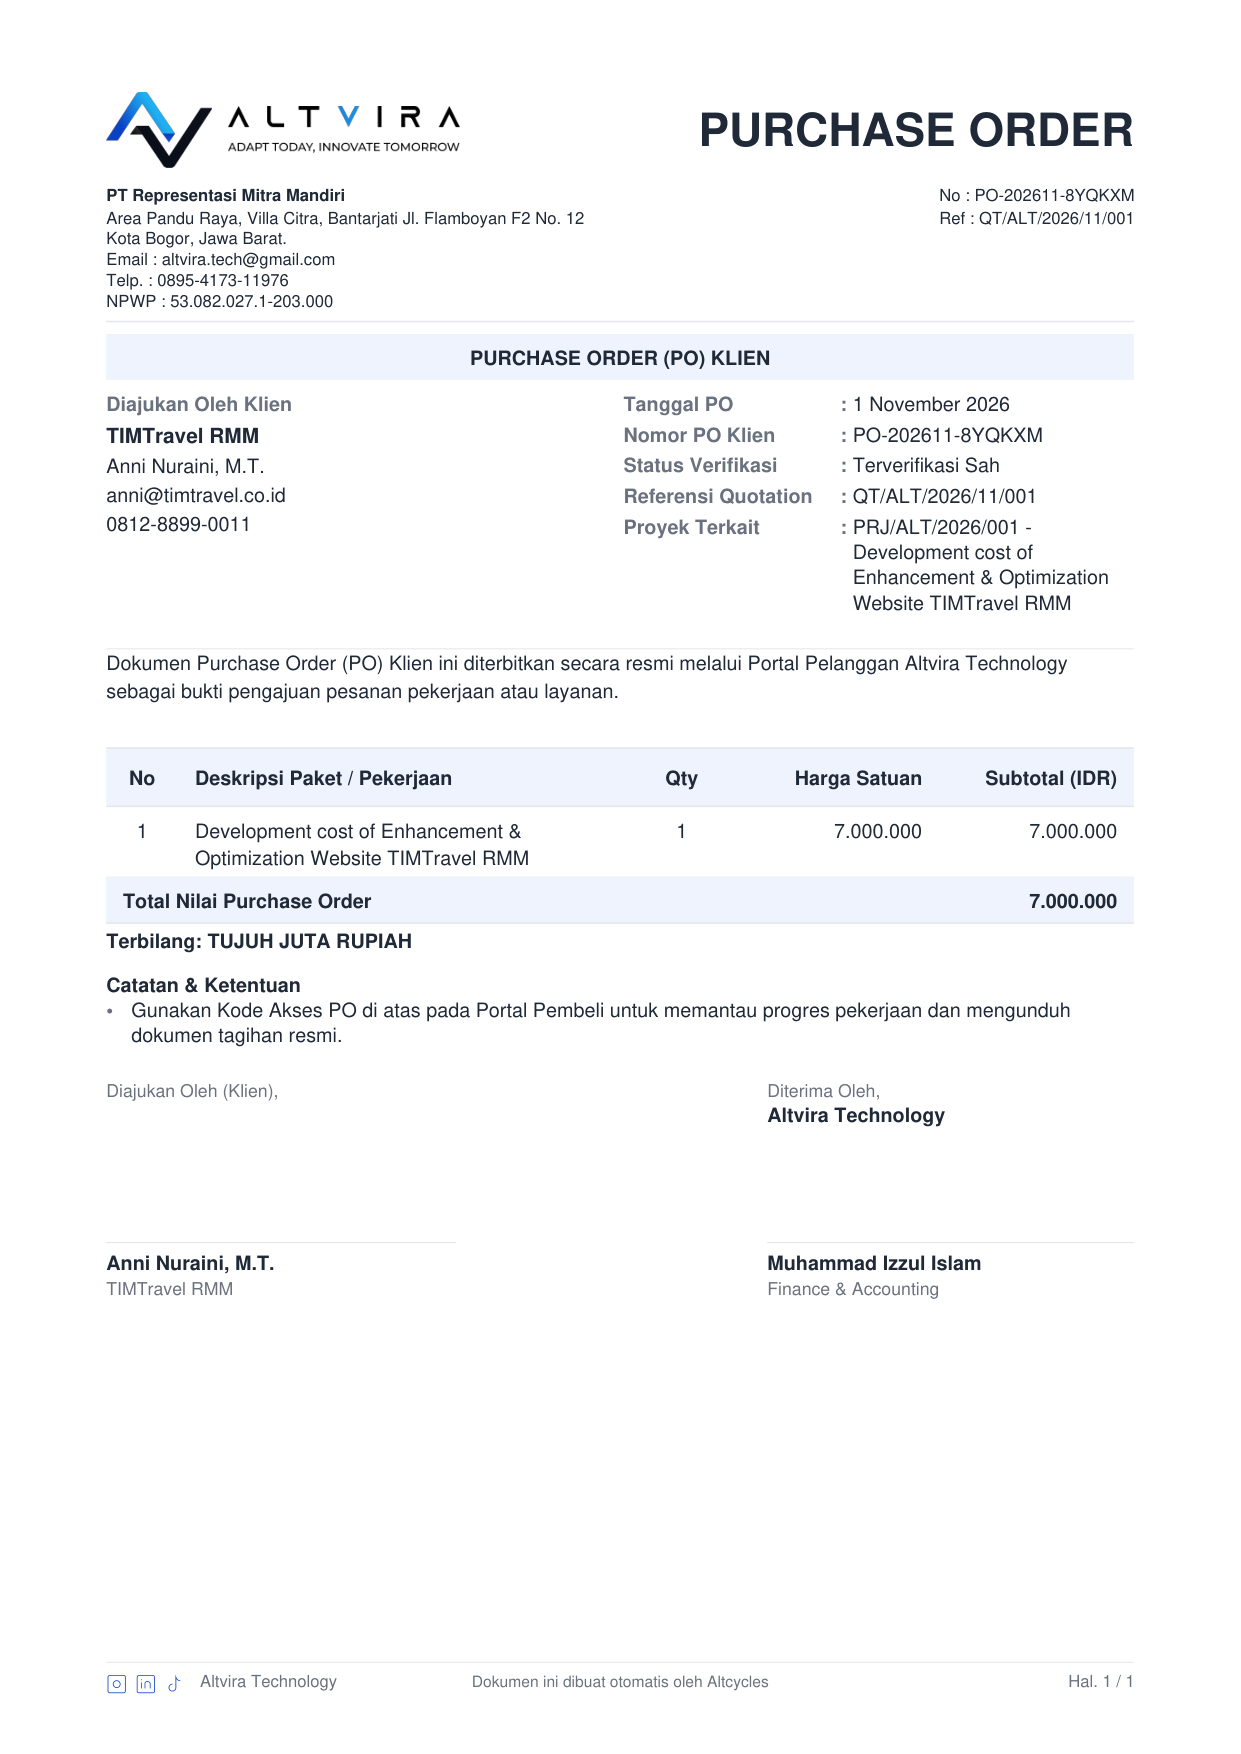 ALTVIRA
ADAPT TODAY, INNOVATE TOMORROW
PURCHASE ORDER
PT Representasi Mitra Mandiri
Area Pandu Raya, Villa Citra, Bantarjati Jl. Flamboyan F2 No. 12
Kota Bogor, Jawa Barat.
Email : altvira.tech@gmail.com
Telp. : 0895-4173-11976
NPWP : 53.082.027.1-203.000
No : PO-202611-8YQKXM
Ref : QT/ALT/2026/11/001
PURCHASE ORDER (PO) KLIEN
Diajukan Oleh Klien
TIMTravel RMM
Anni Nuraini, M.T.
anni@timtravel.co.id
0812-8899-0011
Tanggal PO : 1 November 2026
Nomor PO Klien : PO-202611-8YQKXM
Status Verifikasi : Terverifikasi Sah
Referensi Quotation : QT/ALT/2026/11/001
Proyek Terkait : PRJ/ALT/2026/001 -
Development cost of
Enhancement & Optimization
Website TIMTravel RMM
Dokumen Purchase Order (PO) Klien ini diterbitkan secara resmi melalui Portal Pelanggan Altvira Technology
sebagai bukti pengajuan pesanan pekerjaan atau layanan.
No Deskripsi Paket / Pekerjaan Qty Harga Satuan Subtotal (IDR)
1 Development cost of Enhancement & 1 7.000.000 7.000.000
Optimization Website TIMTravel RMM
Total Nilai Purchase Order 7.000.000
Terbilang: TUJUH JUTA RUPIAH
Catatan & Ketentuan
• Gunakan Kode Akses PO di atas pada Portal Pembeli untuk memantau progres pekerjaan dan mengunduh
dokumen tagihan resmi.
Diajukan Oleh (Klien),
Diterima Oleh,
Altvira Technology
Anni Nuraini, M.T.
TIMTravel RMM
Muhammad Izzul Islam
Finance & Accounting
Altvira Technology Dokumen ini dibuat otomatis oleh Altcycles Hal. 1 / 1